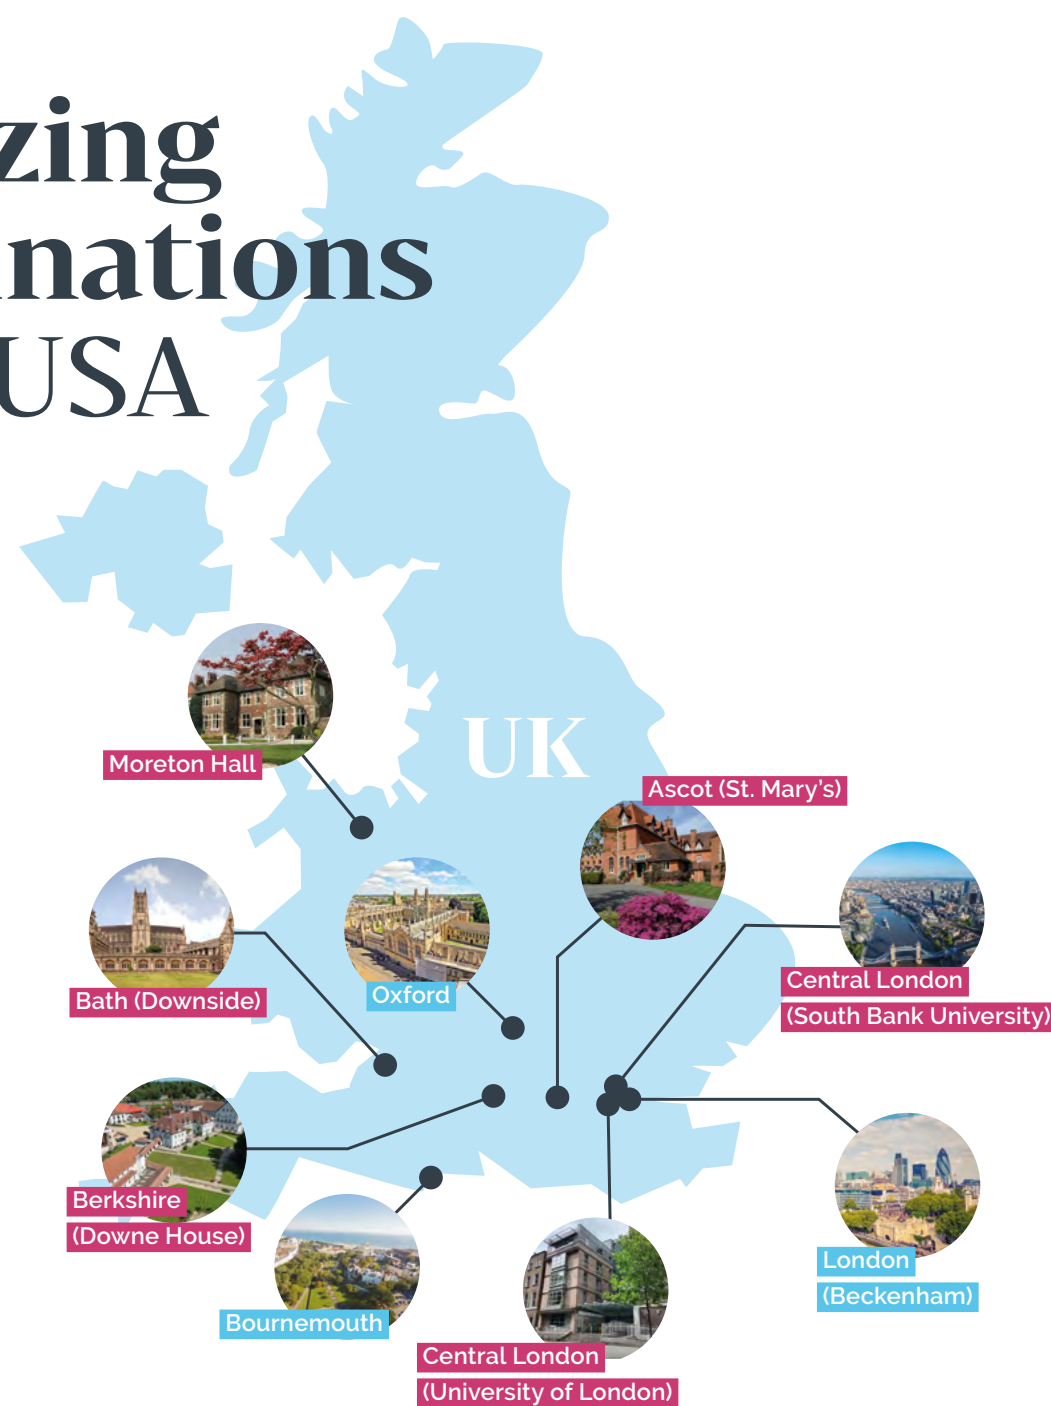 zing
nations
USA
UK
Moreton Hall
Ascot (St. Mary's)
Bath (Downside)
Oxford
Central London
(South Bank University)
Berkshire
(Downe House)
Bournemouth
London
(Beckenham)
Central London
(University of London)